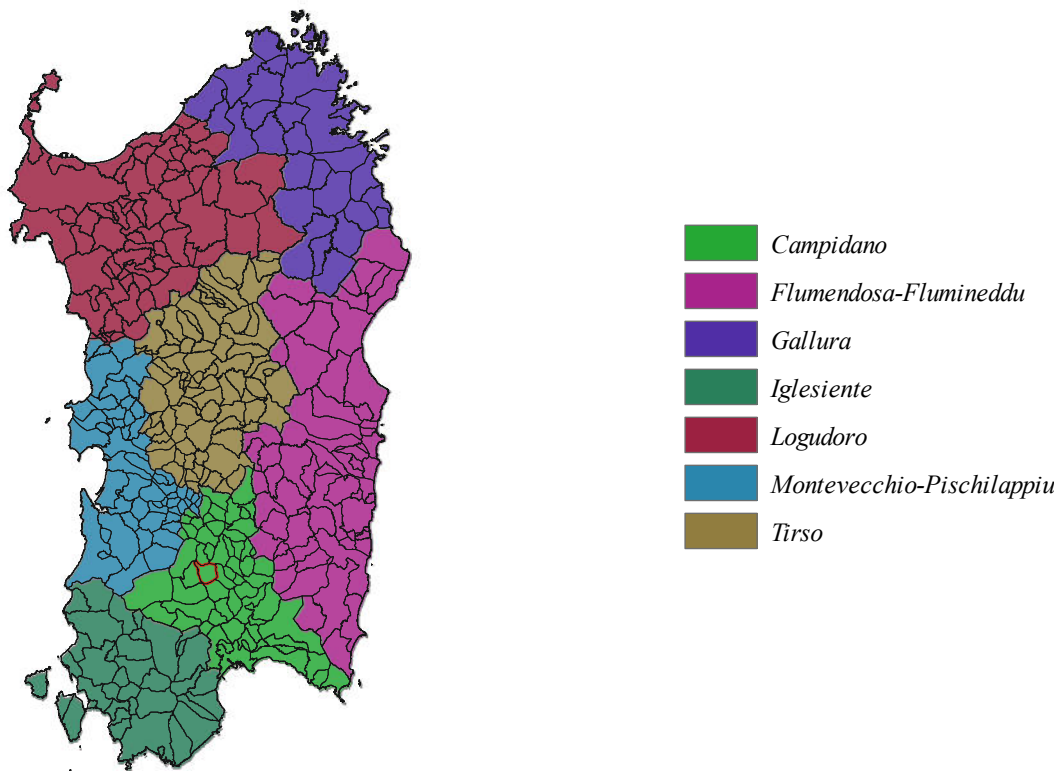 Campidano
Flumendosa-Flumineddu
Gallura
Iglesiente
Logudoro
Montevecchio-Pischilappiu
Tirso